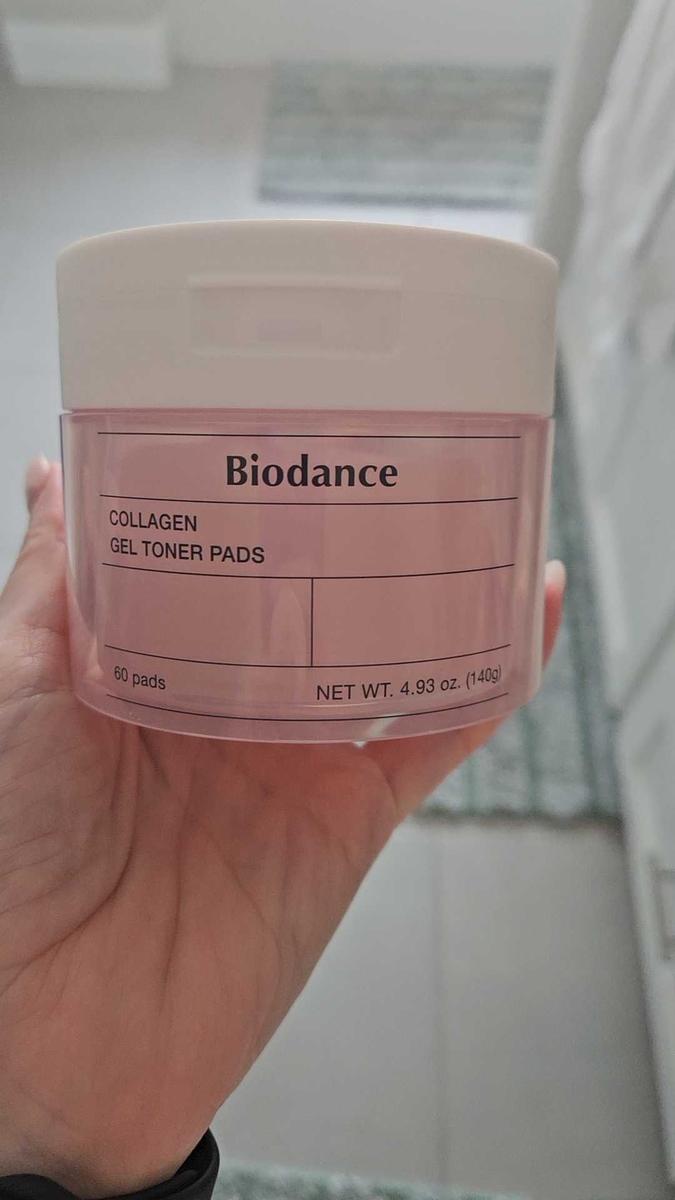 Biodance
COLLAGEN
GEL TONER PADS
60 pads
NET WT. 4.93 oz. (140g)